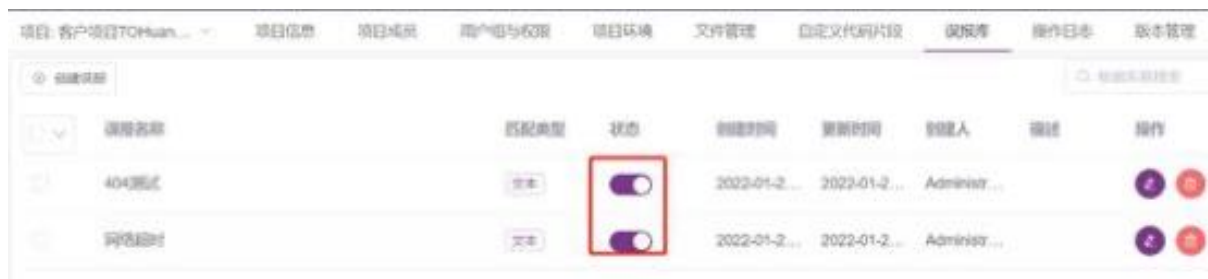 项目: 客户项目TOHuan... 项目信息 项目成员 用户组与权限 项目环境 文件管理 自定义代码片段 误报库 操作日志 版本管理
创建误报
误报名称 匹配类型 状态 创建时间 更新时间 创建人 描述 操作
404测试 文本 2022-01-2... 2022-01-2... Administr...
网络超时 文本 2022-01-2... 2022-01-2... Administr...